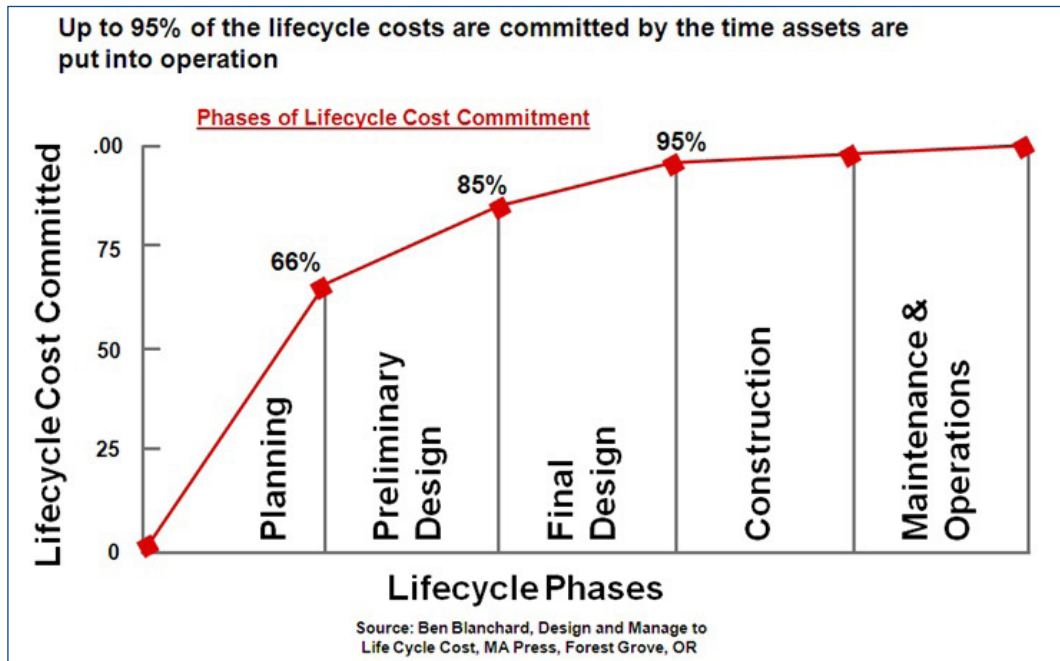 Up to 95% of the lifecycle costs are committed by the time assets are
put into operation
Phases of Lifecycle Cost Commitment
Lifecycle Cost Committed
.00
75
50
25
0
66%
85%
95%
Planning
Preliminary
Design
Final
Design
Construction
Maintenance &
Operations
Lifecycle Phases
Source: Ben Blanchard, Design and Manage to
Life Cycle Cost, MA Press, Forest Grove, OR